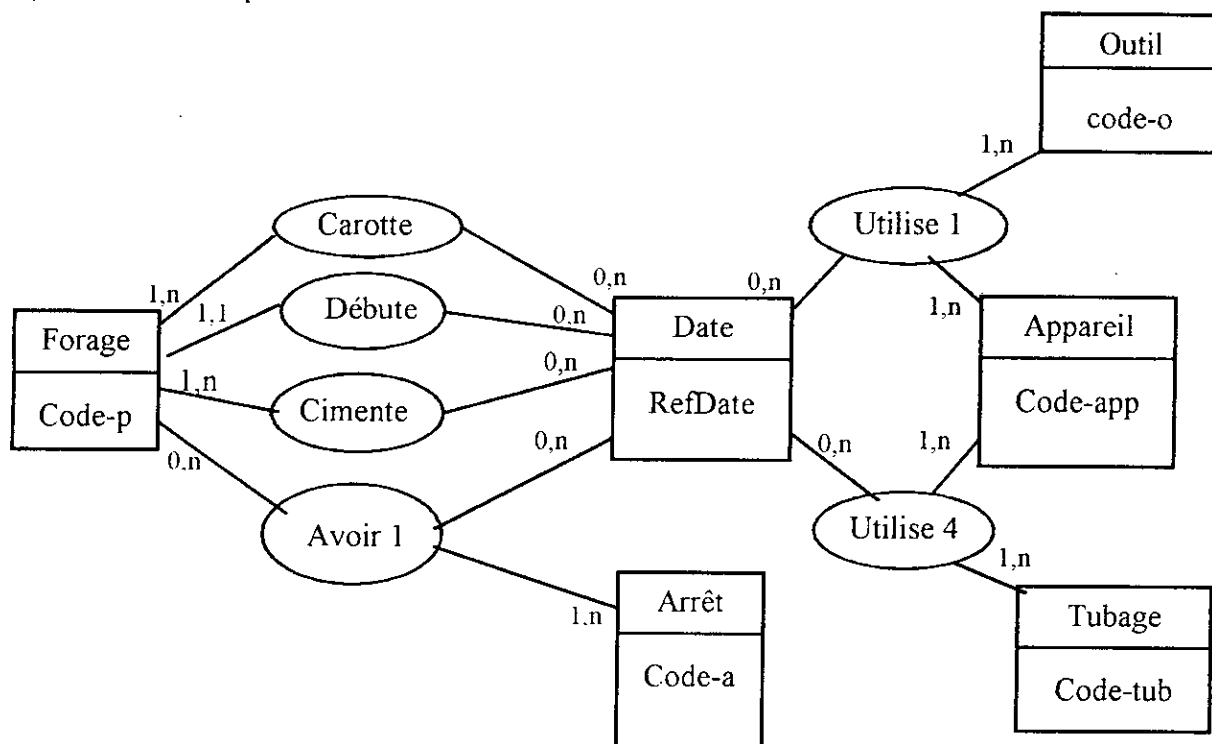 Outil
code-o
1,n
Utilise 1
Carotte
0,n
0,n
1,n
1,n
1,1
Débute
0,n
Forage
Date
Appareil
1,n
Cimente
Code-p
RefDate
Code-app
0,n
0,n
0,n
1,n
Avoir 1
Utilise 4
1,n
1,n
Arrêt
Tubage
Code-a
Code-tub